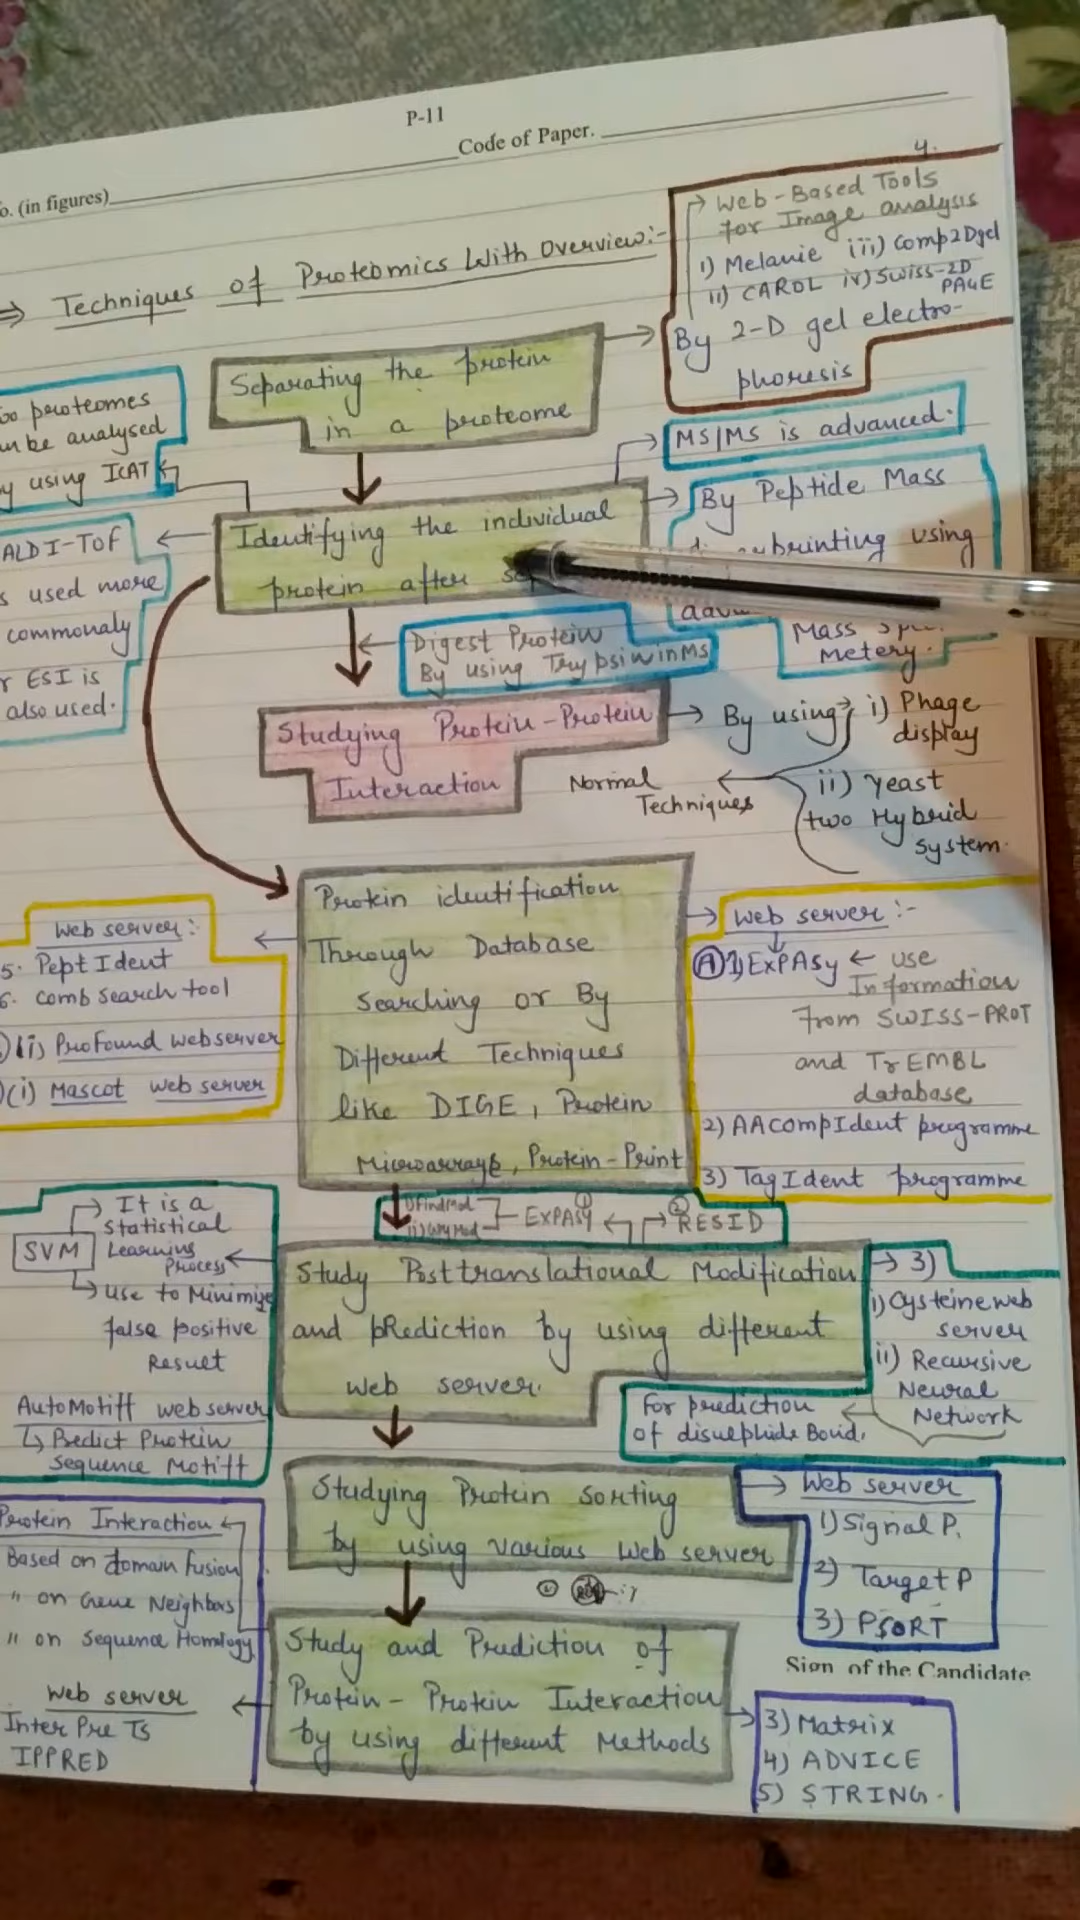 P-11
Code of Paper.
o. (in figures)
4.
⇒ Techniques of Proteomics With Overview:-
→ Web-Based Tools
for Image analysis
i) Melanie iii) Comp2Dgel
ii) CAROL iv) Swiss-2D
PAGE
By 2-D gel electro-
phoresis
Separating the protein
in a proteome
proteomes
be analysed
using ICAT
MS/MS is advanced.
Identifying the individual
protein after
By Peptide Mass
using
Mass
Metery.
ALDI-TOF
s used more
commonaly
r ESI is
also used.
Digest Protein
By using Trypsin in MS
Studying Protein-Protein
Interaction
By using i) Phage
display
ii) Yeast
two Hybrid
System.
Normal
Techniques
Protein identification
Through Database
Searching or By
Different Techniques
like DIGE, Protein
Microarrays, Protein-Print
Web server:
5. Pept Ident
6. Comb Search tool
(ii) ProFound webserver
(i) Mascot web server
Web server:-
(A) 1) ExPASy ← use
Information
from SWISS-PROT
and TrEMBL
database
2) AAcompIdent programme
3) TagIdent programme
i) FindMod
ExPASy RESID
SVM
→ It is a
Statistical
Learning
Process
→ Use to Minimize
false positive
Result
AutoMotiff webserver
↳ Predict Protein
Sequence Motiff
Study Posttranslational Modification
and pRediction by using different
web server.
→ 3)
i) Cysteine web
server
ii) Recursive
Neural
Network
For prediction
of disulphide Bond.
Studying Protein Sorting
by using various Web server
→ Web server
1) Signal P.
2) Target P
3) PSORT
Sign of the Candidate
Protein Interaction
Based on domain fusion
" on Gene Neighbors
" on Sequence Homology
Web server
InterPreTS
IPPRED
Study and Prediction of
Protein-Protein Interaction
by using different Methods
3) Matrix
4) ADVICE
5) STRING.